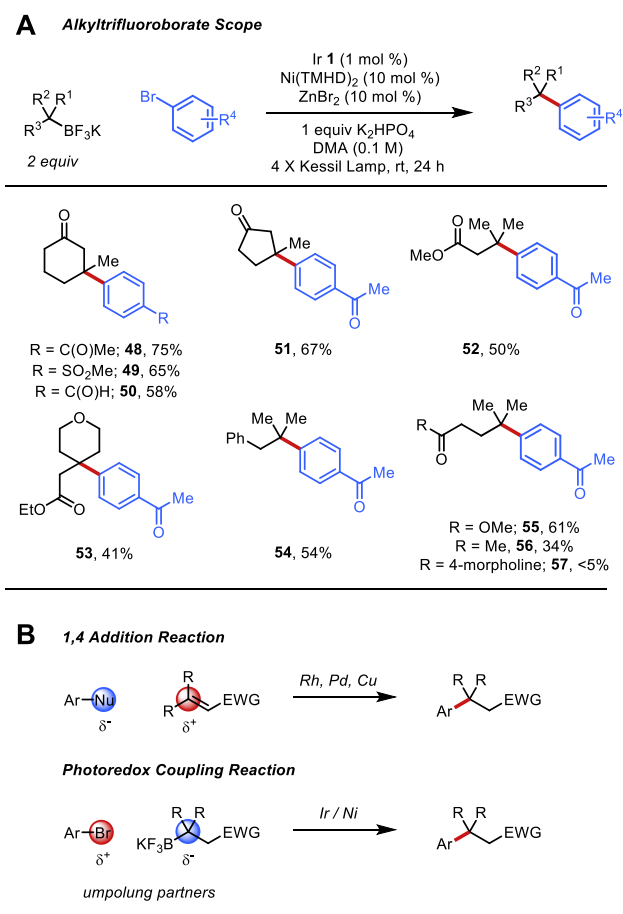 A Alkyltrifluoroborate Scope
R2 R1
R3 BF3K
2 equiv
Br
R4
Ir 1 (1 mol %)
Ni(TMHD)2 (10 mol %)
ZnBr2 (10 mol %)
1 equiv K2HPO4
DMA (0.1 M)
4 X Kessil Lamp, rt, 24 h
R2 R1
R3
R4
O
Me
R
R = C(O)Me; 48, 75%
R = SO2Me; 49, 65%
R = C(O)H; 50, 58%
O
Me
Me
O
51, 67%
O
MeO
Me Me
Me
O
52, 50%
O
EtO
O
Me
O
53, 41%
Me Me
Ph
Me
O
54, 54%
R
O
Me Me
Me
O
R = OMe; 55, 61%
R = Me, 56, 34%
R = 4-morpholine; 57, <5%
B 1,4 Addition Reaction
Ar Nu
δ-
R
R EWG
δ+
Rh, Pd, Cu
R R
Ar EWG
Photoredox Coupling Reaction
Ar Br
δ+
R R
KF3B EWG
δ-
Ir / Ni
R R
Ar EWG
umpolung partners